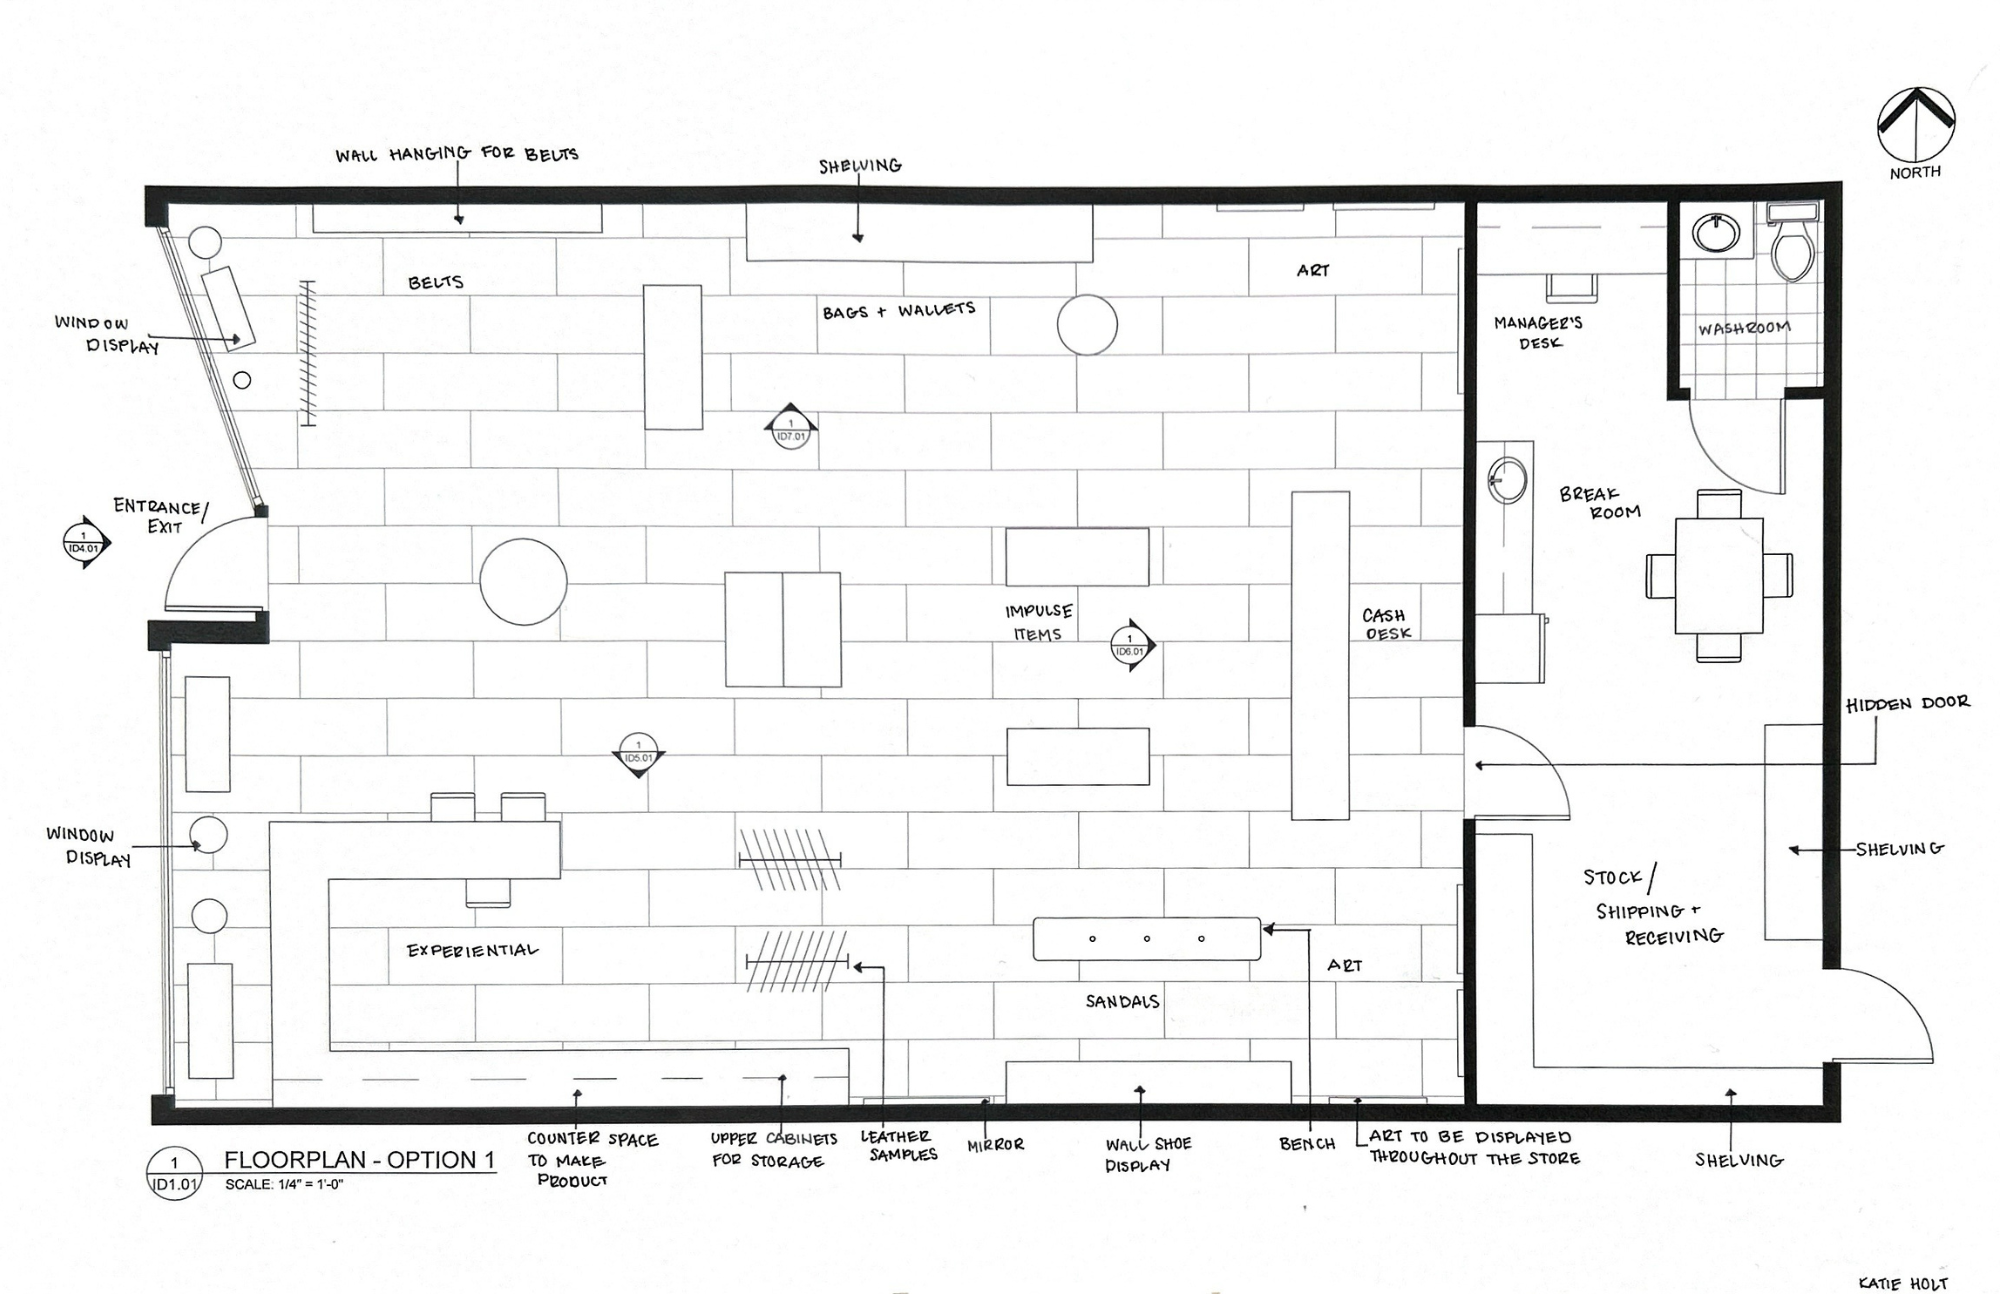 NORTH
WALL HANGING FOR BELTS
SHELVING
BELTS
BAGS + WALLETS
ART
MANAGER'S
DESK
WASHROOM
WINDOW
DISPLAY
1
ID7.01
ENTRANCE/
EXIT
1
ID4.01
BREAK
ROOM
IMPULSE
ITEMS
1
ID6.01
CASH
DESK
HIDDEN DOOR
1
ID5.01
WINDOW
DISPLAY
SHELVING
STOCK/
SHIPPING +
RECEIVING
EXPERIENTIAL
ART
SANDALS
COUNTER SPACE
TO MAKE
PRODUCT
UPPER CABINETS
FOR STORAGE
LEATHER
SAMPLES
MIRROR
WALL SHOE
DISPLAY
BENCH
ART TO BE DISPLAYED
THROUGHOUT THE STORE
SHELVING
1
ID1.01
FLOORPLAN - OPTION 1
SCALE: 1/4" = 1'-0"
KATIE HOLT